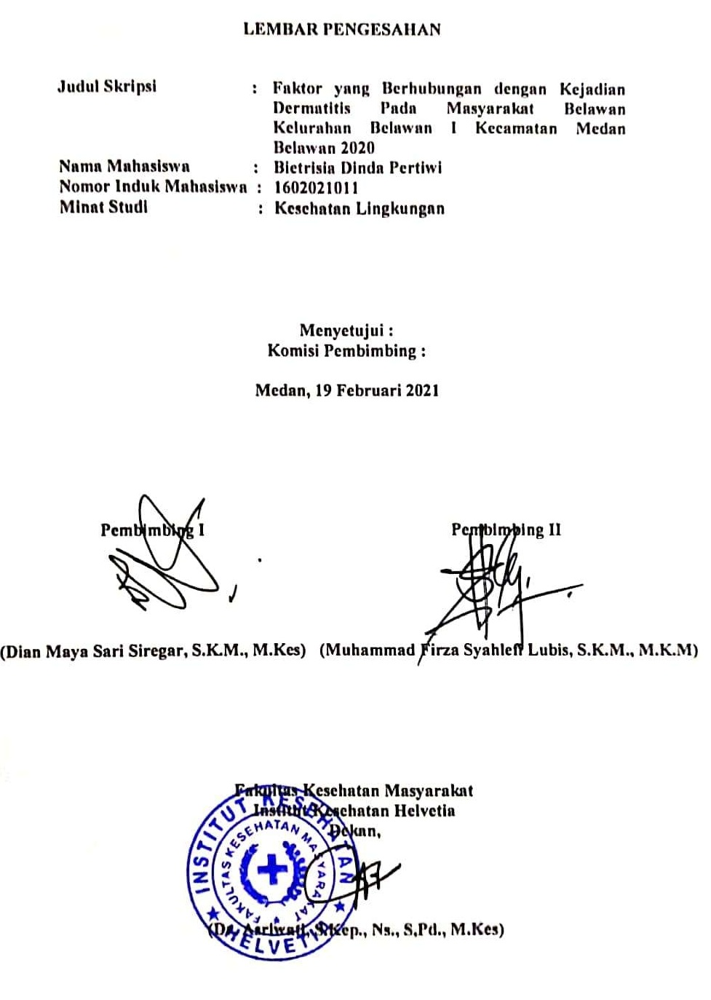 LEMBAR PENGESAHAN
Judul Skripsi : Faktor yang Berhubungan dengan Kejadian
Dermatitis Pada Masyarakat Belawan
Kelurahan Belawan I Kecamatan Medan
Belawan 2020
Nama Mahasiswa : Bietrisia Dinda Pertiwi
Nomor Induk Mahasiswa : 1602021011
Minat Studi : Kesehatan Lingkungan
Menyetujui :
Komisi Pembimbing :
Medan, 19 Februari 2021
Pembimbing I Pembimbing II
(Dian Maya Sari Siregar, S.K.M., M.Kes) (Muhammad Firza Syahleff Lubis, S.K.M., M.K.M)
Fakultas Kesehatan Masyarakat
Institut Kesehatan Helvetia
Dekan,
(Dr. Asriwati, S.Kep., Ns., S.Pd., M.Kes)
INSTITUT KESEHATAN
HELVETIA
FAKULTAS KESEHATAN MASYARAKAT